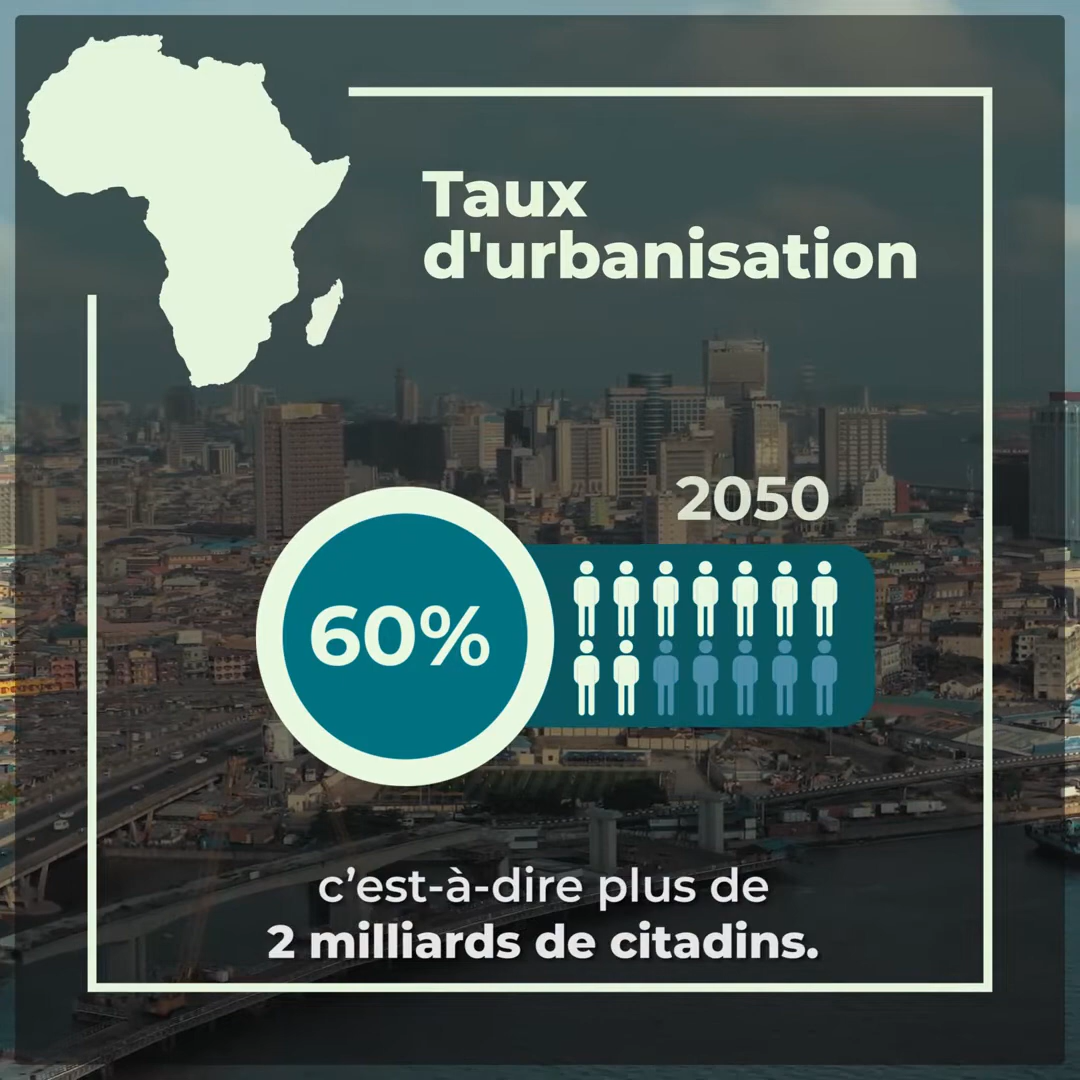 Taux
d'urbanisation
2050
60%
c’est-à-dire plus de
2 milliards de citadins.